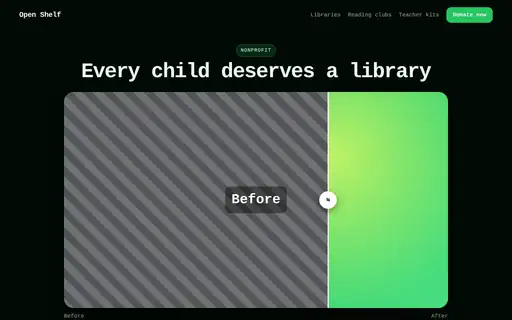 Open Shelf
Libraries Reading clubs Teacher kits Donate now
NONPROFIT
Every child deserves a library
Before
Before After